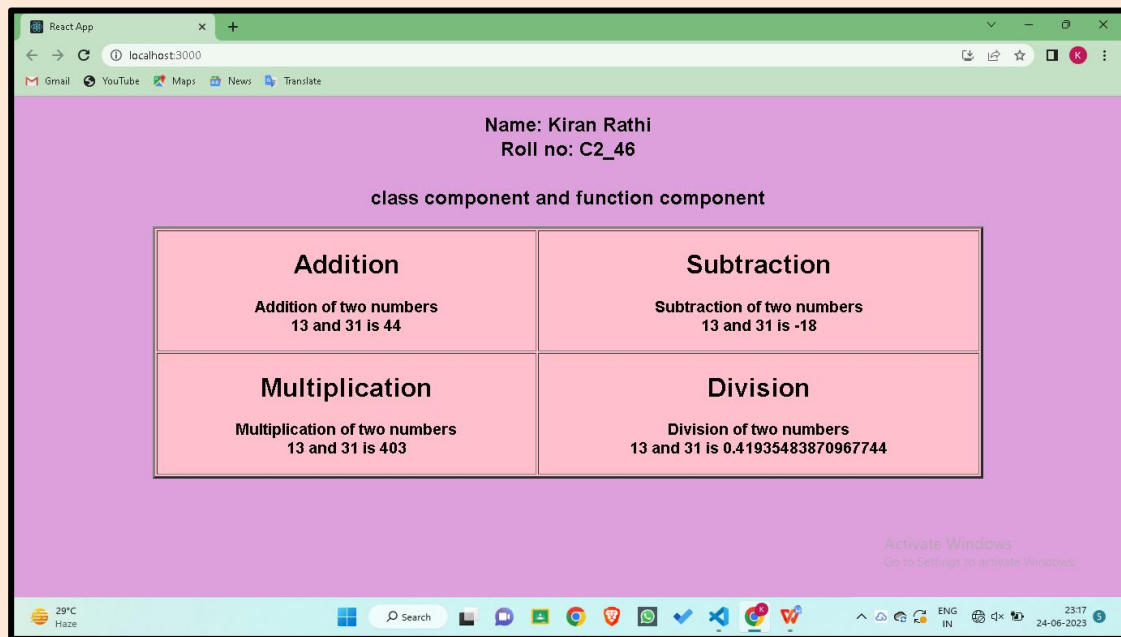 React App
localhost:3000
K
Gmail
YouTube
Maps
News
Translate
Name: Kiran Rathi
Roll no: C2_46
class component and function component
Addition
Addition of two numbers
13 and 31 is 44
Subtraction
Subtraction of two numbers
13 and 31 is -18
Multiplication
Multiplication of two numbers
13 and 31 is 403
Division
Division of two numbers
13 and 31 is 0.41935483870967744
Activate Windows
Go to Settings to activate Windows.
29°C
Haze
Search
K
ENG
IN
23:17
24-06-2023
5